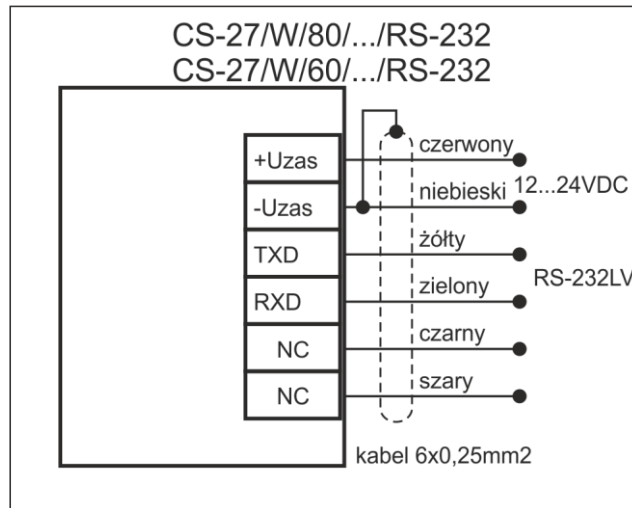 CS-27/W/80/.../RS-232
CS-27/W/60/.../RS-232
+Uzas czerwony
-Uzas niebieski 12...24VDC
TXD żółty
RXD zielony RS-232LV
NC czarny
NC szary
kabel 6x0,25mm2